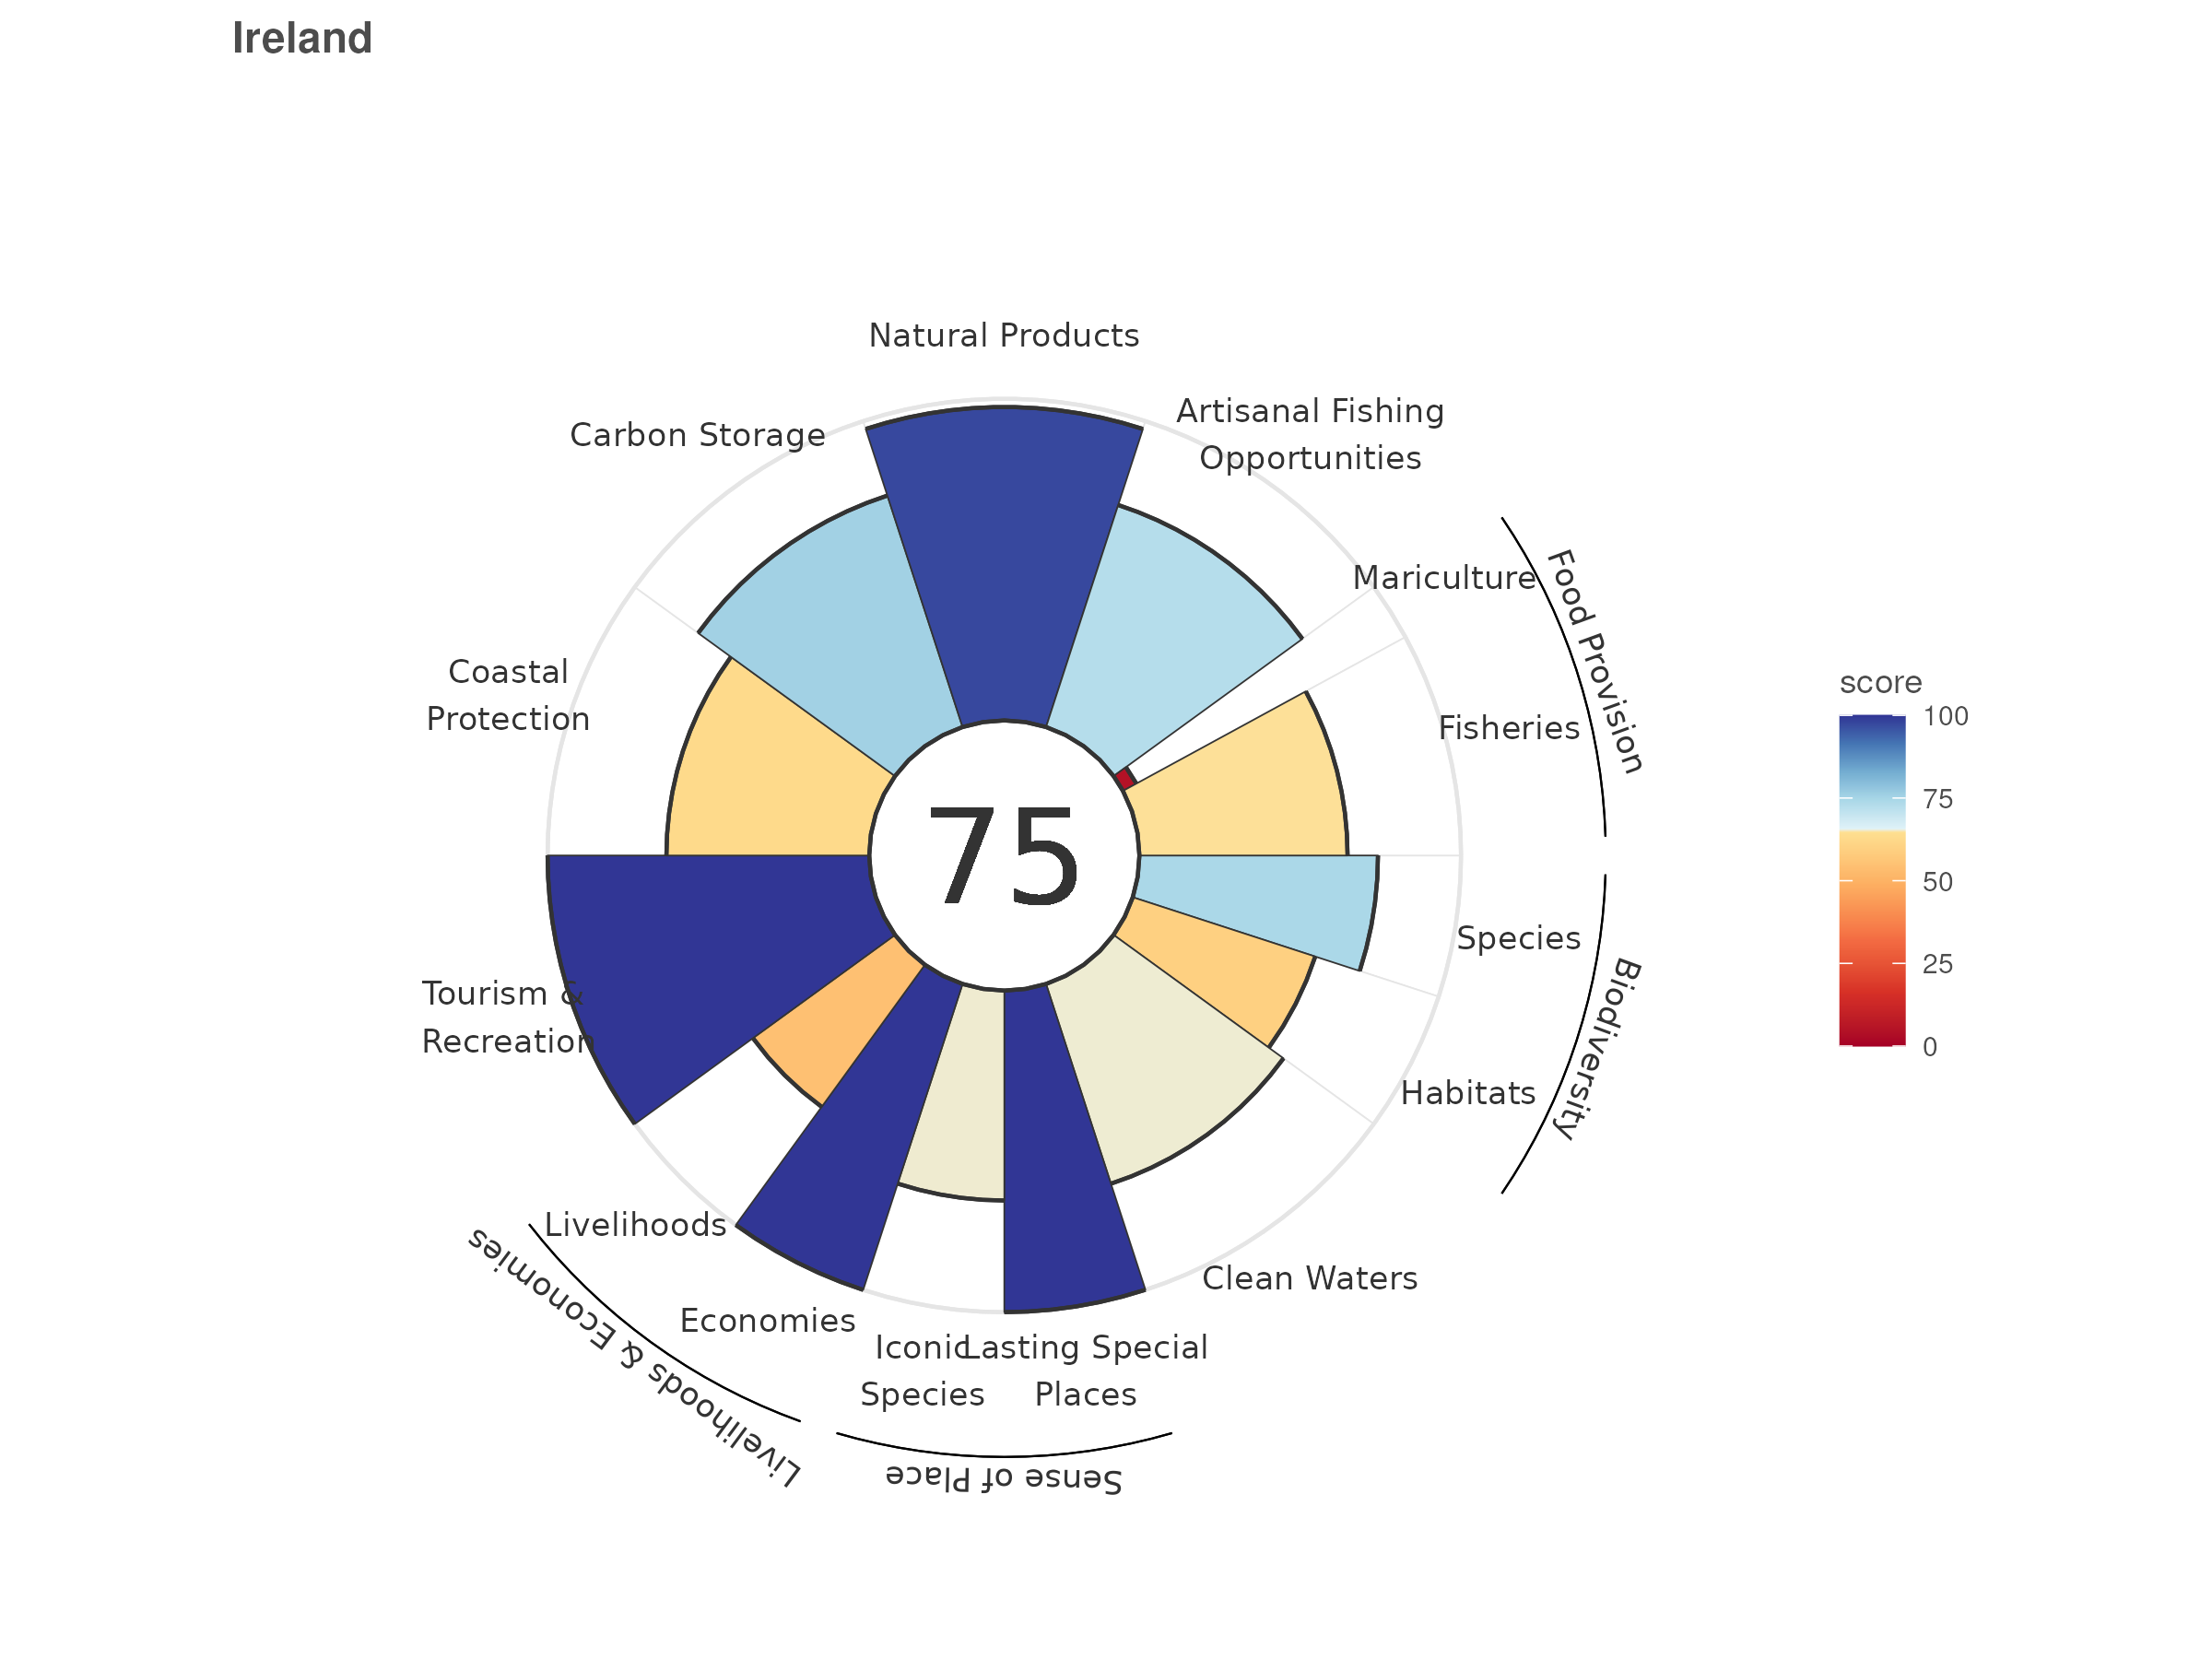 Ireland
Natural Products
Artisanal Fishing
Opportunities
Carbon Storage
Mariculture
Food Provision
Coastal
Protection
Fisheries
score
100
75
50
25
0
75
Species
Biodiversity
Tourism &
Recreation
Habitats
Livelihoods
Livelihoods & Economies
Clean Waters
Economies
Iconic
Species
Lasting Special
Places
Sense of Place